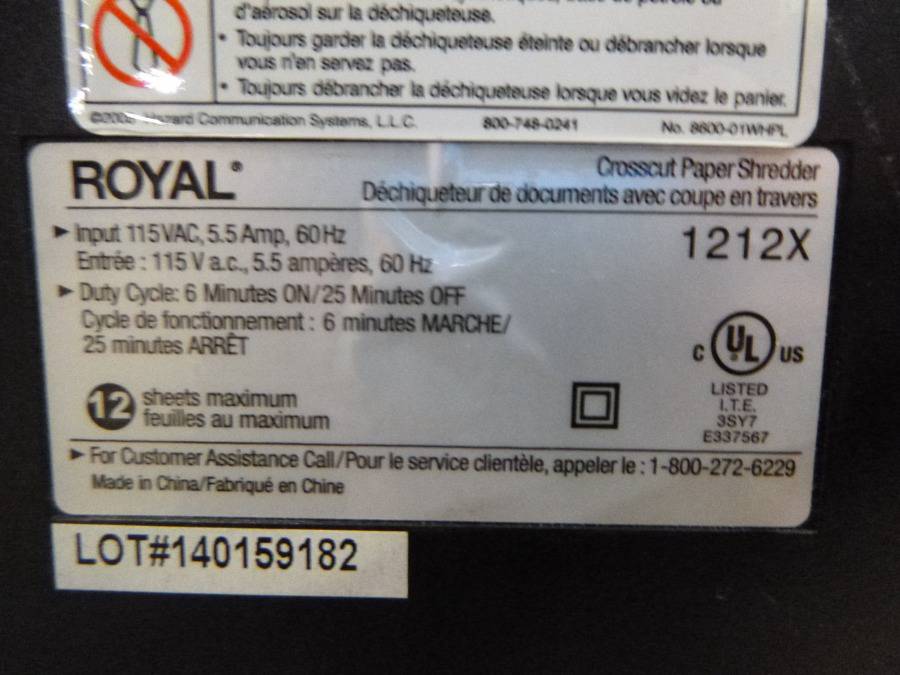 d'aérosol sur la déchiqueteuse.
• Toujours garder la déchiqueteuse éteinte ou débrancher lorsque
vous n'en servez pas.
• Toujours débrancher la déchiqueteuse lorsque vous videz le panier.
Communication Systems, L.L.C. 800-748-0241 No. 8600-01WHPL
ROYAL®
Crosscut Paper Shredder
Déchiqueteur de documents avec coupe en travers
1212X
▶ Input 115VAC, 5.5 Amp, 60Hz
Entrée : 115 V a.c., 5.5 ampères, 60 Hz
▶ Duty Cycle: 6 Minutes ON/25 Minutes OFF
Cycle de fonctionnement : 6 minutes MARCHE/
25 minutes ARRÊT
12 sheets maximum
feuilles au maximum
C UL US
LISTED
I.T.E.
3SY7
E337567
▶ For Customer Assistance Call/Pour le service clientèle, appeler le : 1-800-272-6229
Made in China/Fabriqué en Chine
LOT#140159182